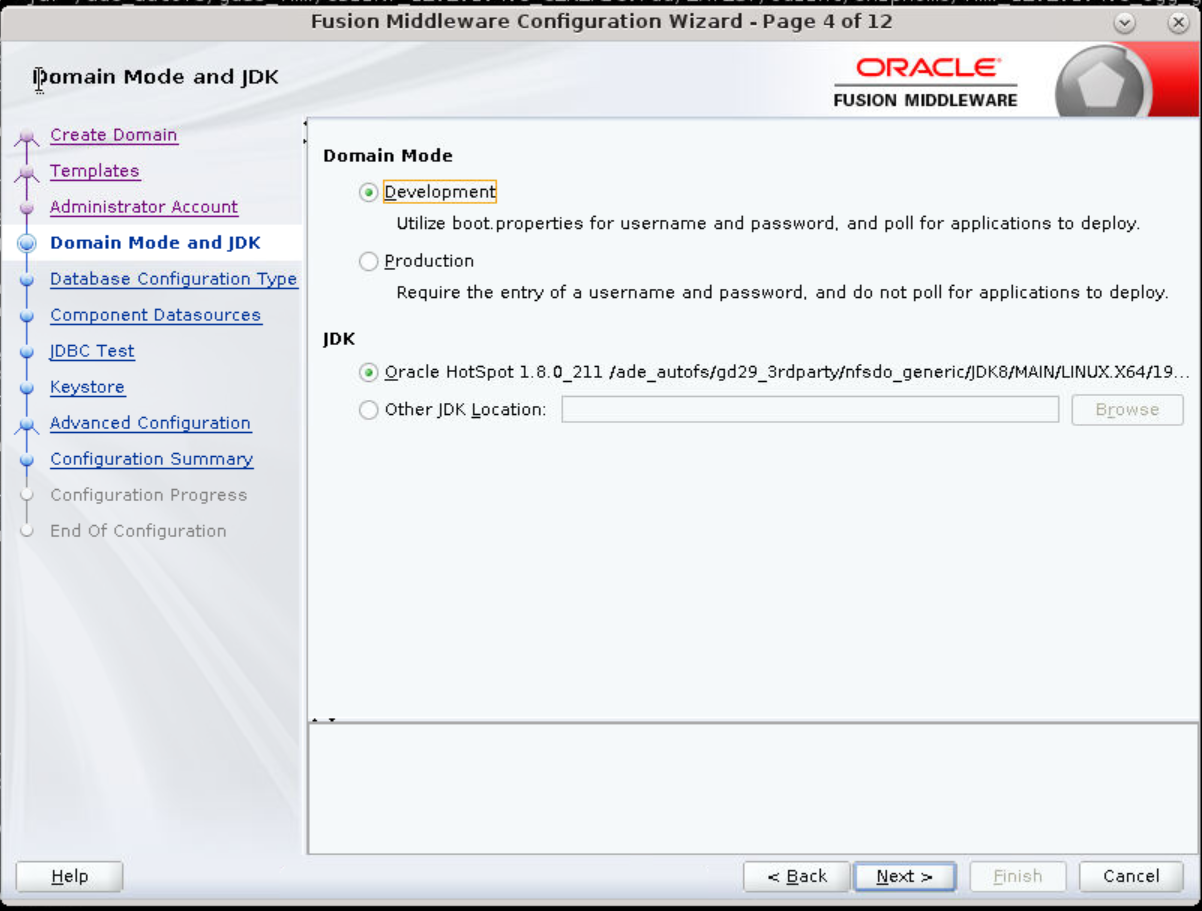 Fusion Middleware Configuration Wizard - Page 4 of 12
Domain Mode and JDK
ORACLE
FUSION MIDDLEWARE
Create Domain
Templates
Administrator Account
Domain Mode and JDK
Database Configuration Type
Component Datasources
JDBC Test
Keystore
Advanced Configuration
Configuration Summary
Configuration Progress
End Of Configuration
Domain Mode
Development
Utilize boot.properties for username and password, and poll for applications to deploy.
Production
Require the entry of a username and password, and do not poll for applications to deploy.
JDK
Oracle HotSpot 1.8.0_211 /ade_autofs/gd29_3rdparty/nfsdo_generic/JDK8/MAIN/LINUX.X64/19...
Other JDK Location:
Browse
Help
< Back
Next >
Finish
Cancel